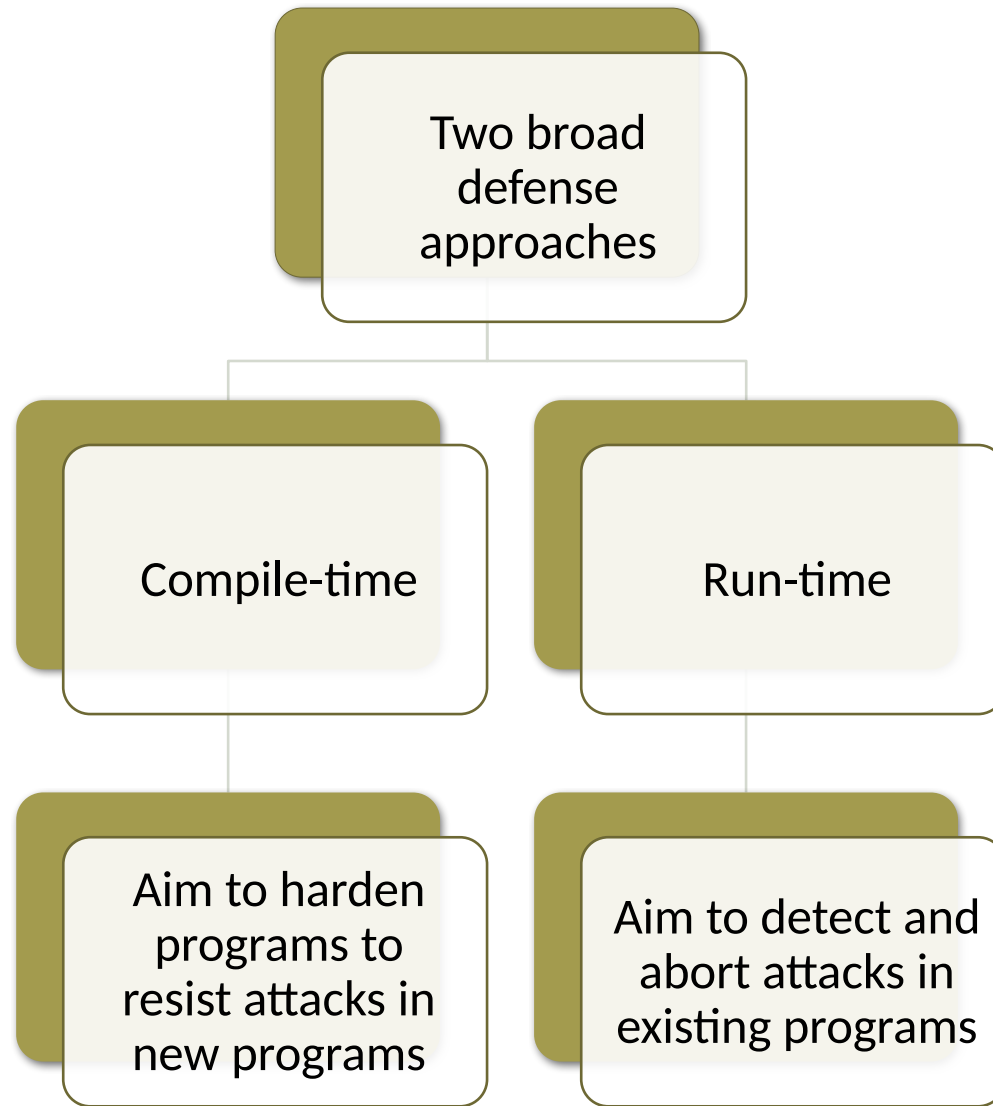 Two broad
defense
approaches
Compile-time
Run-time
Aim to harden
programs to
resist attacks in
new programs
Aim to detect and
abort attacks in
existing programs